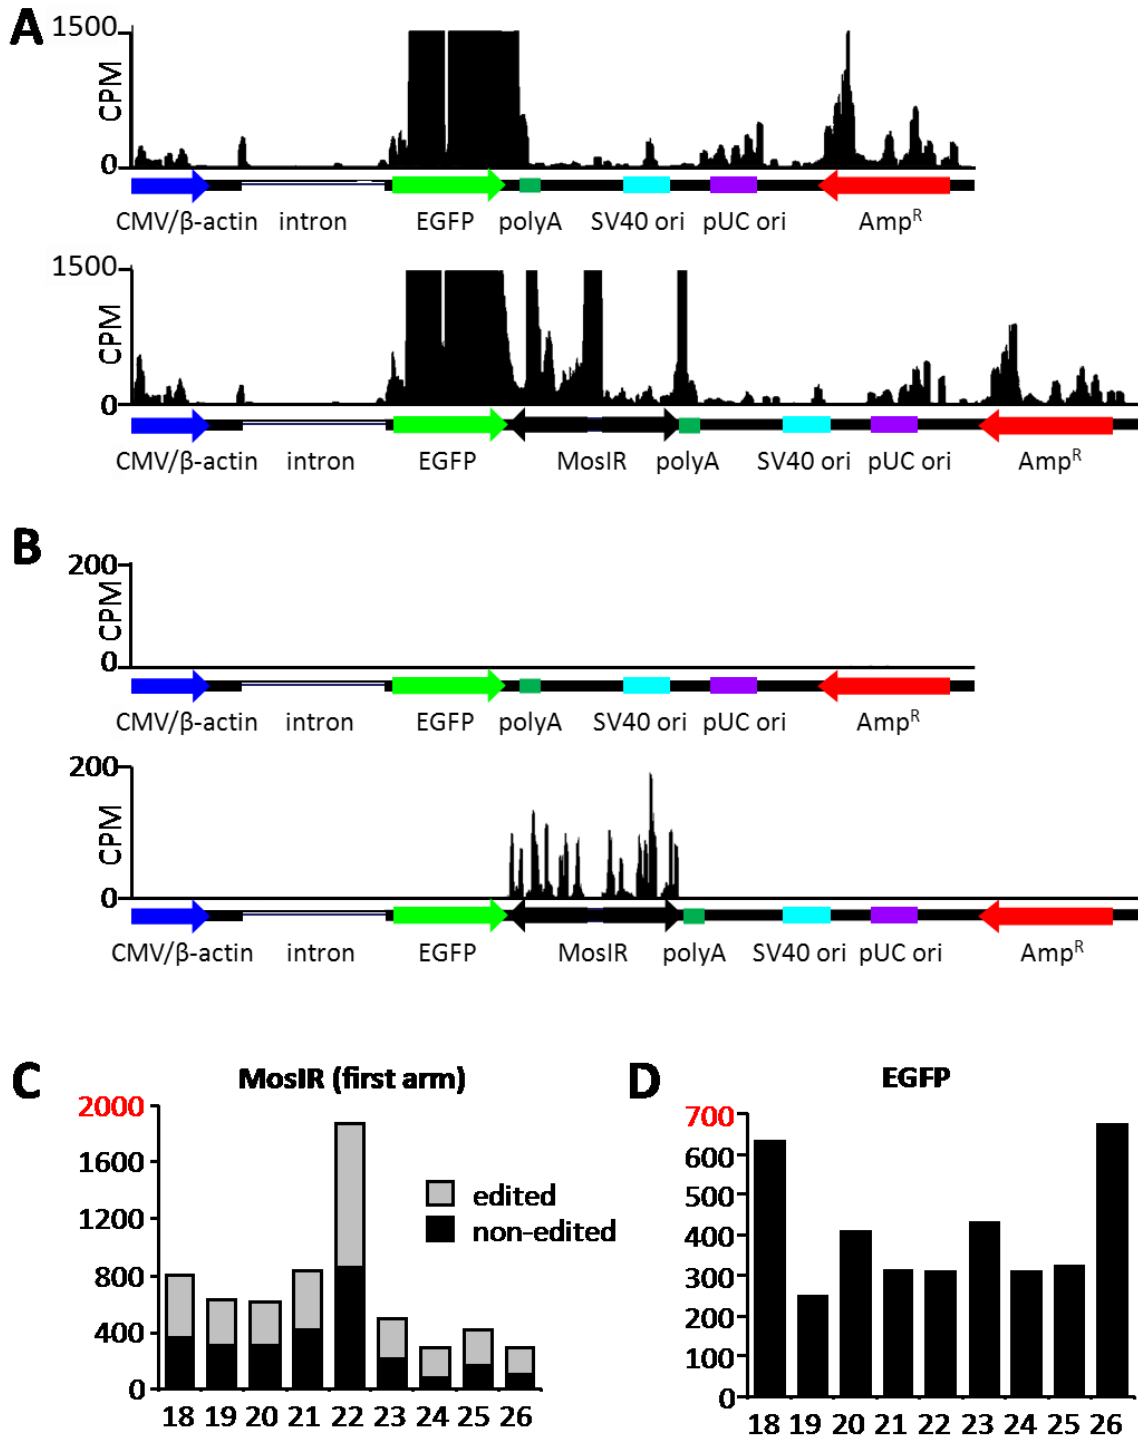 A
1500
CPM
0
CMV/β-actin intron EGFP polyA SV40 ori pUC ori Amp^R
1500
CPM
0
CMV/β-actin intron EGFP MosIR polyA SV40 ori pUC ori Amp^R
B
200
CPM
0
CMV/β-actin intron EGFP polyA SV40 ori pUC ori Amp^R
200
CPM
0
CMV/β-actin intron EGFP MosIR polyA SV40 ori pUC ori Amp^R
C
MosIR (first arm)
2000
1600
1200
800
400
0
edited
non-edited
18 19 20 21 22 23 24 25 26
D
EGFP
700
600
500
400
300
200
100
0
18 19 20 21 22 23 24 25 26